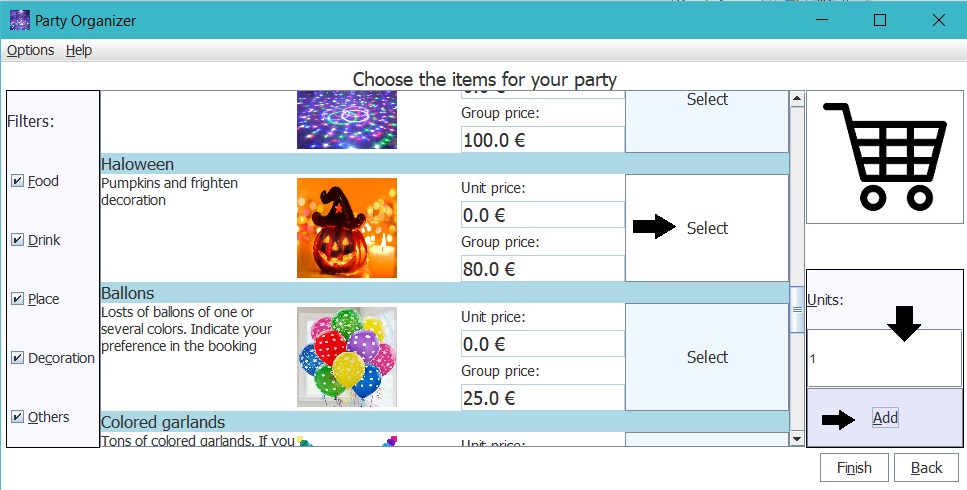 Party Organizer
Options Help
Choose the items for your party
Filters:
Food
Drink
Place
Decoration
Others
Group price:
100.0 €
Select
Haloween
Pumpkins and frighten
decoration
Unit price:
0.0 €
Group price:
80.0 €
Select
Ballons
Losts of ballons of one or
several colors. Indicate your
preference in the booking
Unit price:
0.0 €
Group price:
25.0 €
Select
Colored garlands
Tons of colored garlands. If you
Unit price:
Units:
1
Add
Finish Back